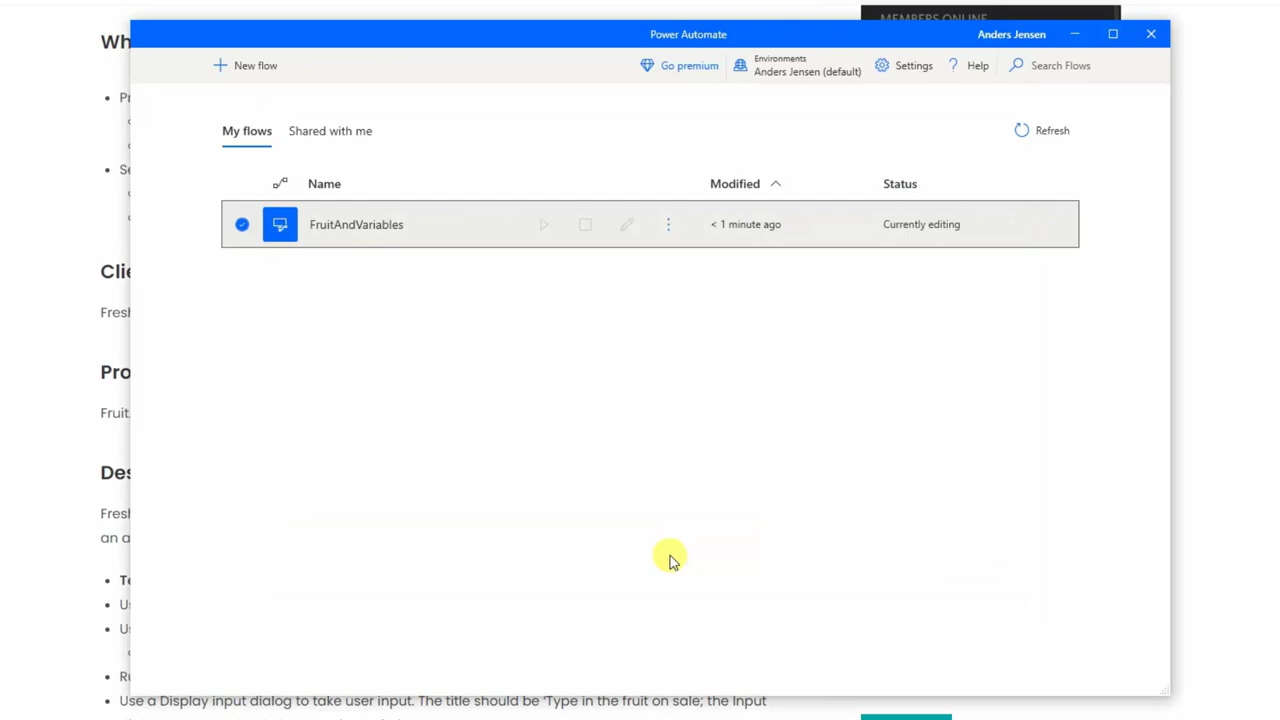 MEMBERS ONLINE
Power Automate
Anders Jensen
New flow
Go premium
Environments
Anders Jensen (default)
Settings
? Help
Search Flows
My flows
Shared with me
Refresh
Name
Modified
Status
FruitAndVariables
< 1 minute ago
Currently editing
Wh
• Pr
• Se
Clie
Fresh
Pro
Fruit
Des
Fresh
an a
• Te
• Us
• Us
• Ru
• Use a Display input dialog to take user input. The title should be ‘Type in the fruit on sale; the Input